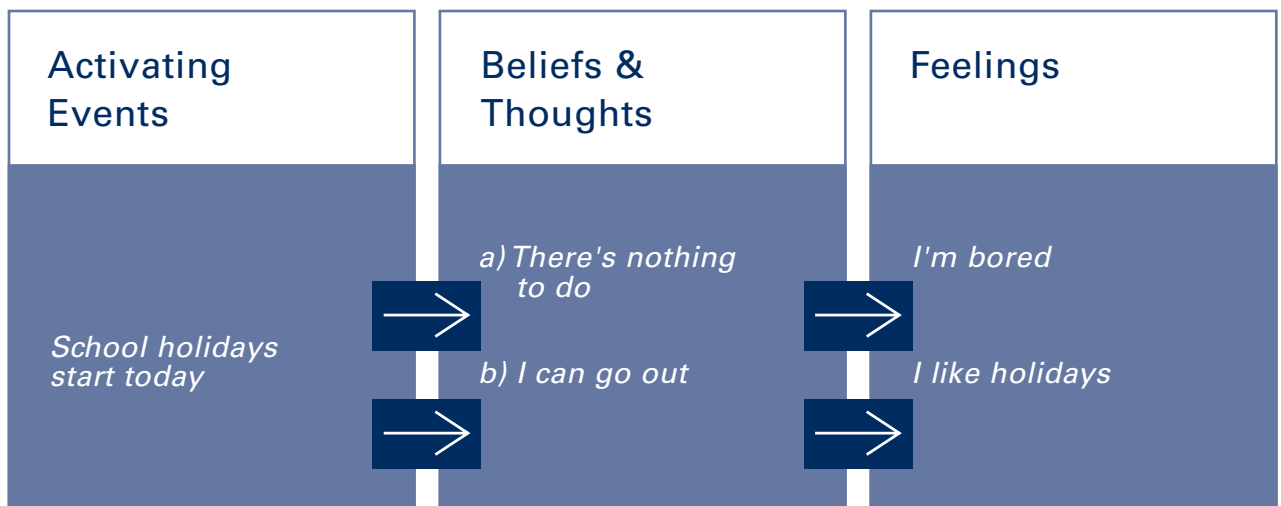 Activating
Events
Beliefs &
Thoughts
Feelings
School holidays
start today
a) There's nothing
to do
b) I can go out
I'm bored
I like holidays